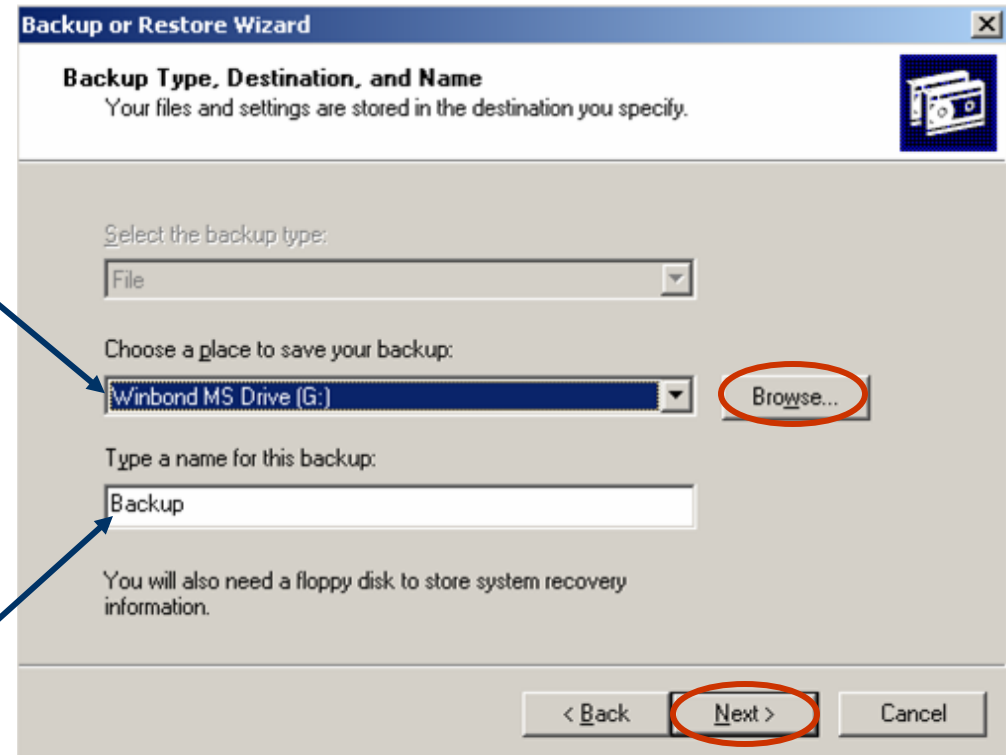 Backup or Restore Wizard
Backup Type, Destination, and Name
Your files and settings are stored in the destination you specify.
Select the backup type:
File
Choose a place to save your backup:
Winbond MS Drive (G:)
Browse...
Type a name for this backup:
Backup
You will also need a floppy disk to store system recovery
information.
< Back
Next >
Cancel